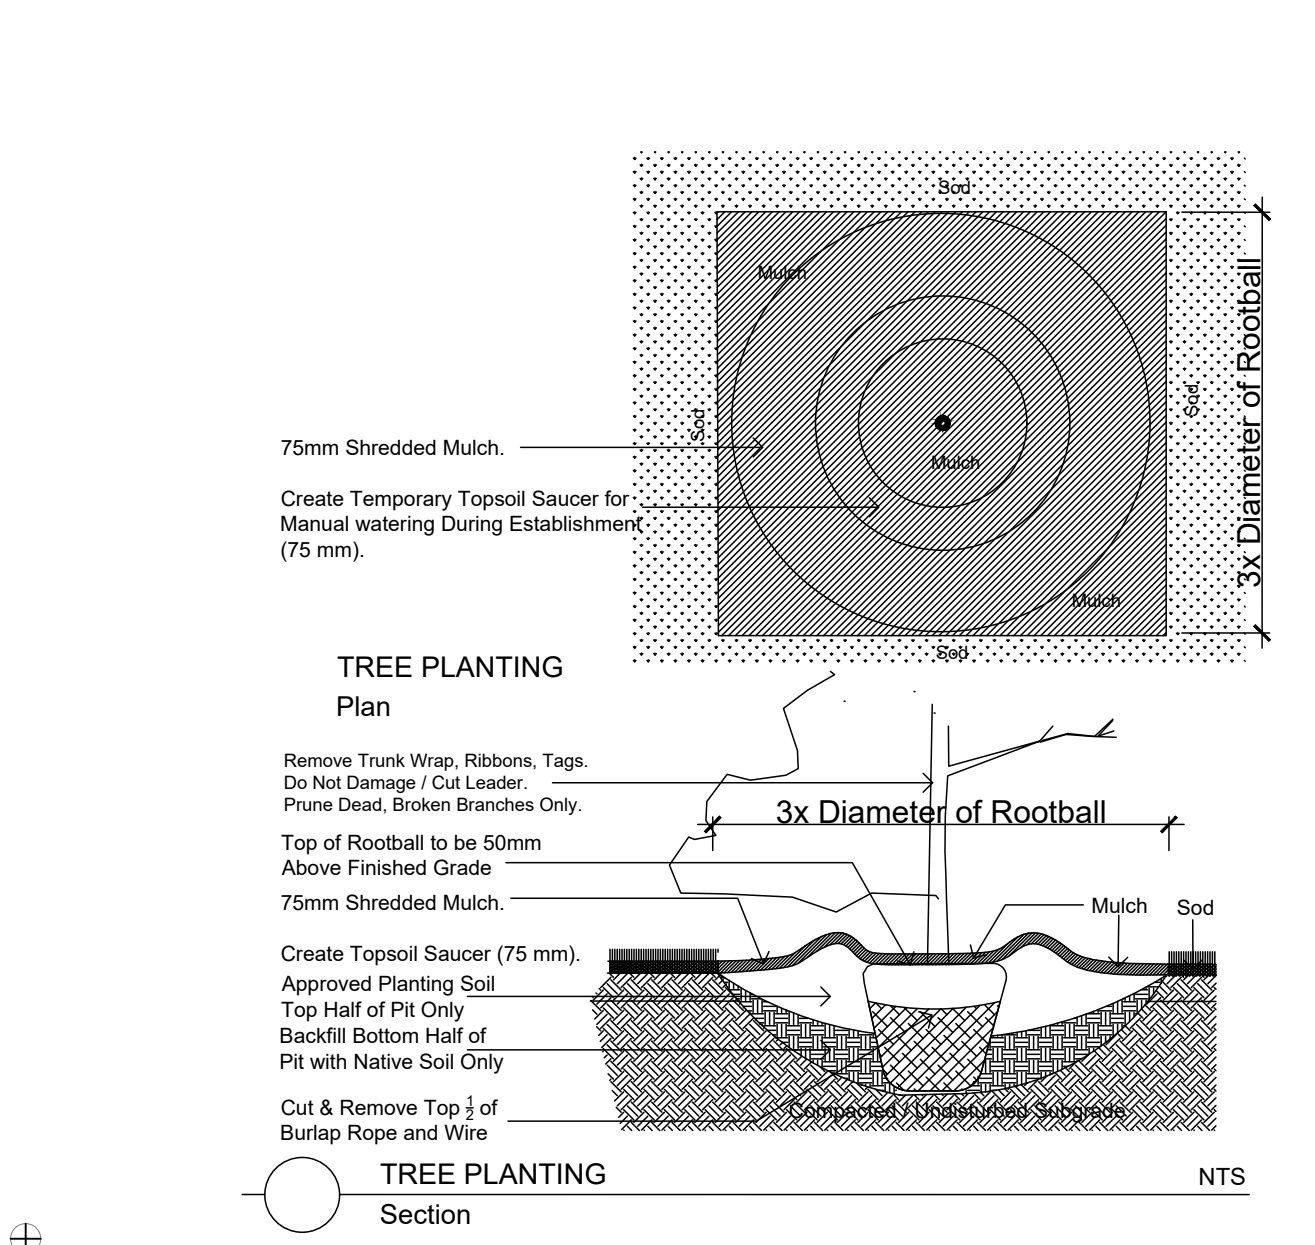 Sod
Mulch
3x Diameter of Rootball
Sod
Sod
75mm Shredded Mulch.
Mulch
Create Temporary Topsoil Saucer for
Manual watering During Establishment
(75 mm).
Mulch
Sod
TREE PLANTING
Plan
Remove Trunk Wrap, Ribbons, Tags.
Do Not Damage / Cut Leader.
Prune Dead, Broken Branches Only.
3x Diameter of Rootball
Top of Rootball to be 50mm
Above Finished Grade
75mm Shredded Mulch.
Mulch
Sod
Create Topsoil Saucer (75 mm).
Approved Planting Soil
Top Half of Pit Only
Backfill Bottom Half of
Pit with Native Soil Only
Cut & Remove Top 1/2 of
Burlap Rope and Wire
Compacted / Undisturbed Subgrade
TREE PLANTING
NTS
Section